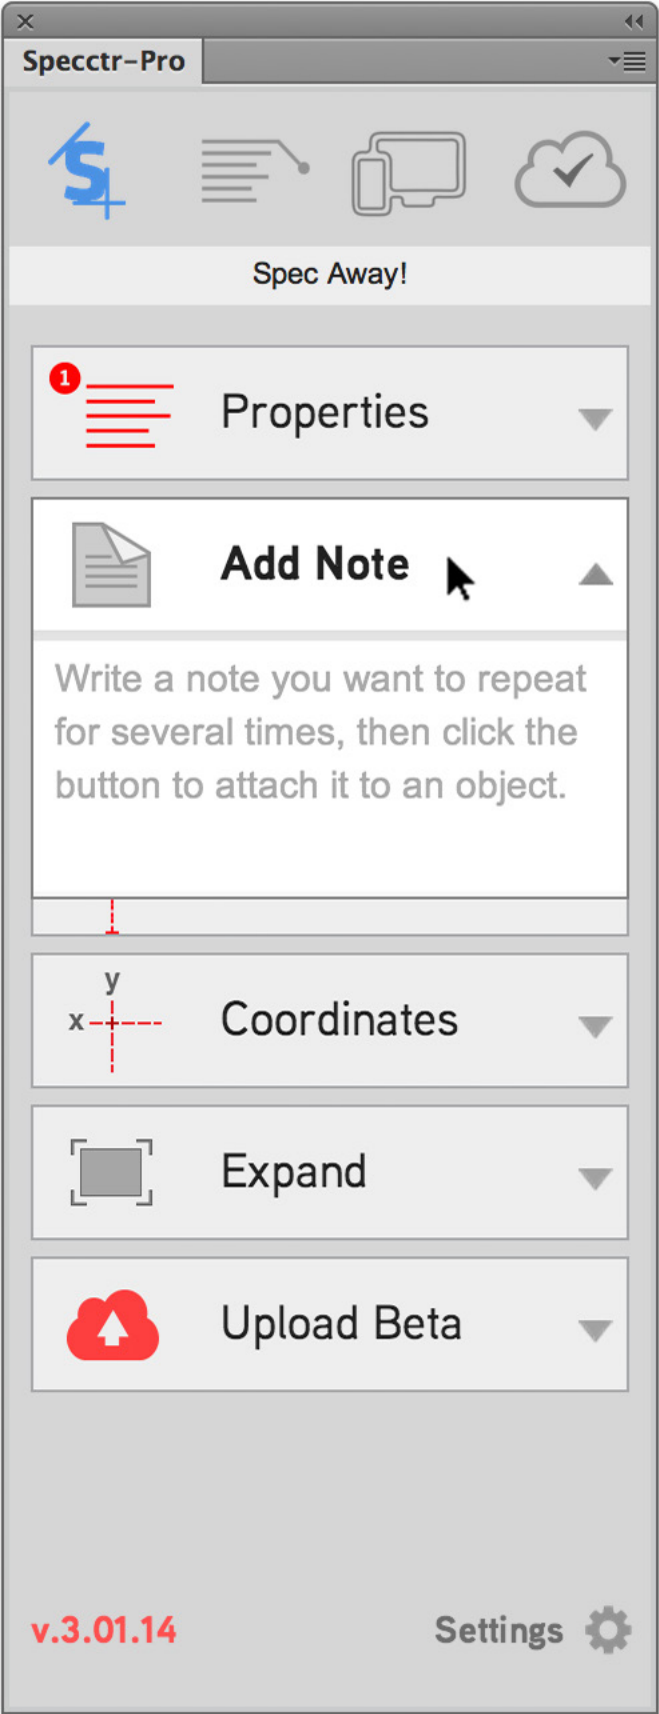 Specctr-Pro
S
Spec Away!
1
Properties
Add Note
Write a note you want to repeat
for several times, then click the
button to attach it to an object.
y
x
Coordinates
Expand
Upload Beta
v.3.01.14
Settings